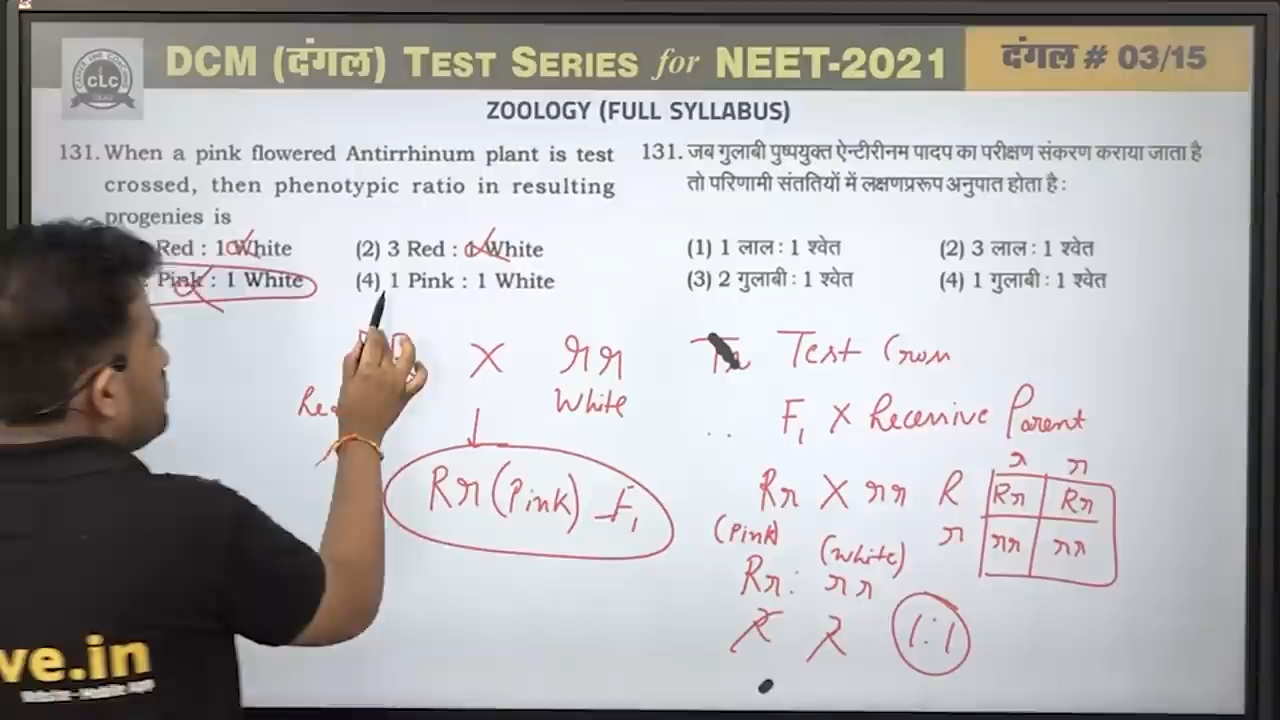 CLC
DCM (दंगल) TEST SERIES for NEET-2021
दंगल # 03/15
ZOOLOGY (FULL SYLLABUS)
131. When a pink flowered Antirrhinum plant is test
crossed, then phenotypic ratio in resulting
progenies is
Red : 1 White (2) 3 Red : 1 White
Pink : 1 White (4) 1 Pink : 1 White
131. जब गुलाबी पुष्पयुक्त ऐन्टीरीनम पादप का परीक्षण संकरण कराया जाता है
तो परिणामी संततियों में लक्षणप्ररूप अनुपात होता है :
(1) 1 लाल : 1 श्वेत (2) 3 लाल : 1 श्वेत
(3) 2 गुलाबी : 1 श्वेत (4) 1 गुलाबी : 1 श्वेत
X rr
White
Rr (Pink) F1
Test Cross
F1 X Recessive Parent
Rr X rr
(Pink) (White)
Rr : rr
1 : 1
r r
R Rr Rr
r rr rr
ve.in